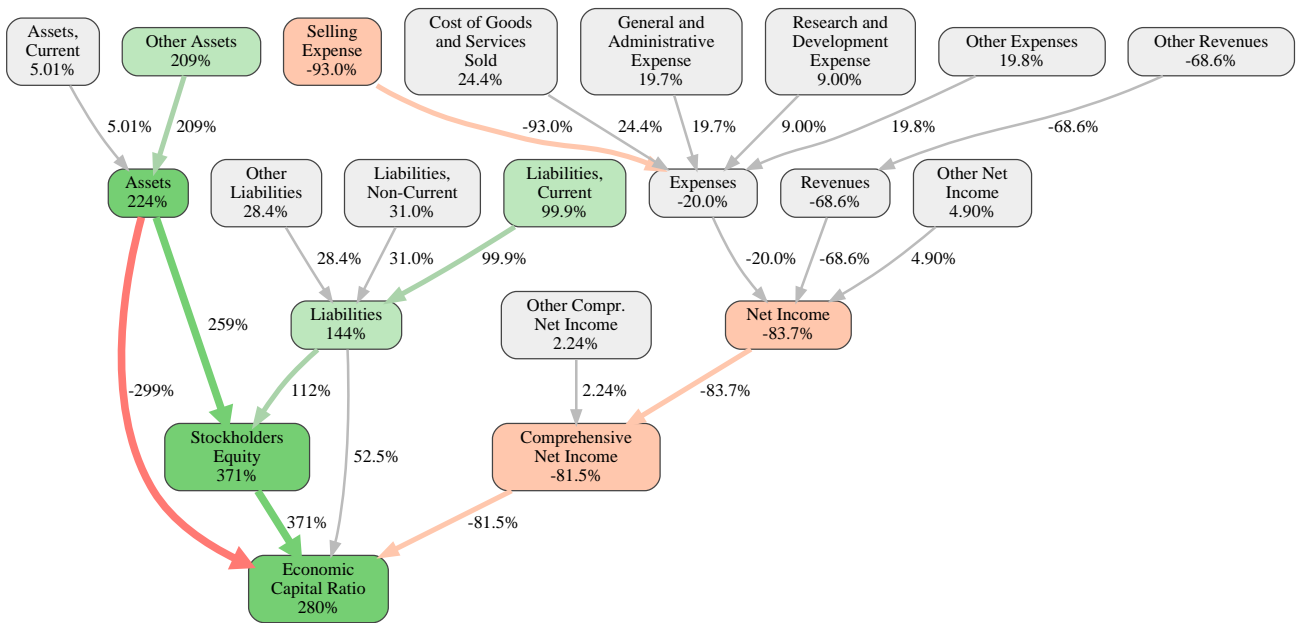 Assets,
Current
5.01%
Other Assets
209%
Selling
Expense
-93.0%
Cost of Goods
and Services
Sold
24.4%
General and
Administrative
Expense
19.7%
Research and
Development
Expense
9.00%
Other Expenses
19.8%
Other Revenues
-68.6%
5.01%
209%
-93.0%
24.4%
19.7%
9.00%
19.8%
-68.6%
Assets
224%
Other
Liabilities
28.4%
Liabilities,
Non-Current
31.0%
Liabilities,
Current
99.9%
Expenses
-20.0%
Revenues
-68.6%
Other Net
Income
4.90%
28.4%
31.0%
99.9%
-20.0%
-68.6%
4.90%
259%
Liabilities
144%
Other Compr.
Net Income
2.24%
Net Income
-83.7%
-299%
112%
2.24%
-83.7%
Stockholders
Equity
371%
52.5%
Comprehensive
Net Income
-81.5%
371%
-81.5%
Economic
Capital Ratio
280%